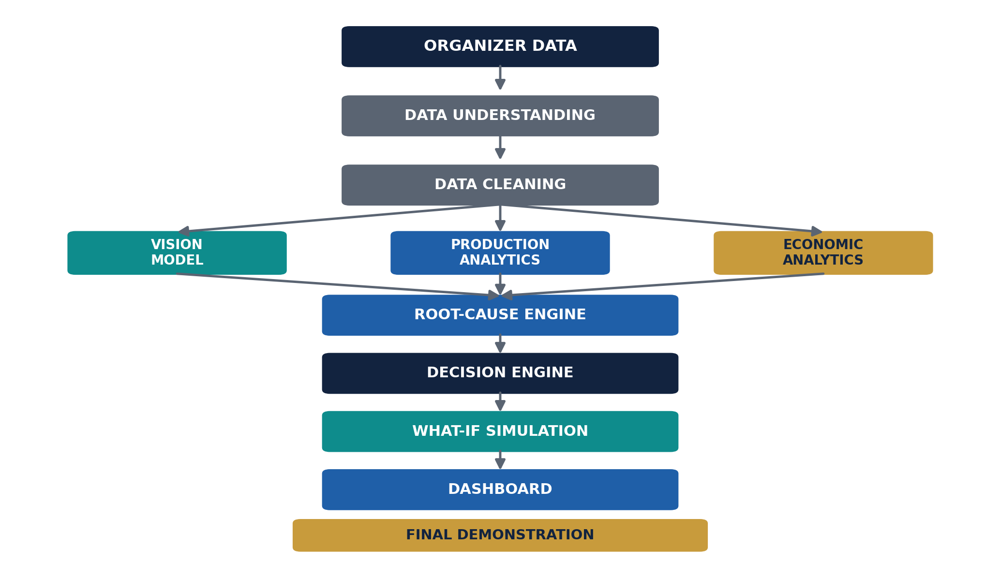 ORGANIZER DATA
DATA UNDERSTANDING
DATA CLEANING
VISION
MODEL
PRODUCTION
ANALYTICS
ECONOMIC
ANALYTICS
ROOT-CAUSE ENGINE
DECISION ENGINE
WHAT-IF SIMULATION
DASHBOARD
FINAL DEMONSTRATION